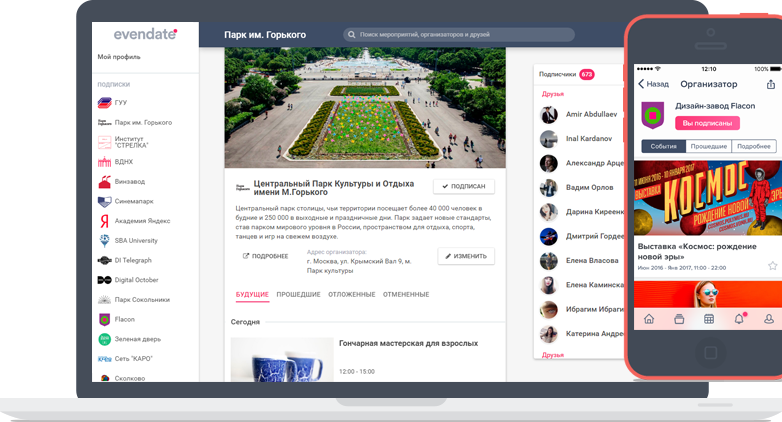 evendate
Мой профиль
ПОДПИСКИ
ГУУ
Парк им. Горького
Институт
"СТРЕЛКА"
ВДНХ
Винзавод
Синемапарк
Академия Яндекс
SBA University
DI Telegraph
Digital October
Парк Сокольники
Flacon
Зеленая дверь
Сеть "КАРО"
Сколково
Парк им. Горького
Поиск мероприятий, организаторов и друзей
Центральный Парк Культуры и Отдыха
имени М.Горького
ПОДПИСАН
Центральный парк столицы, чьи территории посещает более 40 000 человек в
будние и 250 000 в выходные и праздничные дни. Парк задает новые стандарты,
став парком мирового уровня в России, пространством для отдыха, спорта,
танцев и игр на свежем воздухе.
ПОДРОБНЕЕ
Адрес организатора:
г. Москва, ул. Крымский Вал 9, м.
Парк культуры
ИЗМЕНИТЬ
БУДУЩИЕ ПРОШЕДШИЕ ОТЛОЖЕННЫЕ ОТМЕНЕННЫЕ
Сегодня
Гончарная мастерская для взрослых
12:00 - 15:00
Подписчики 673
Друзья
Amir Abdullaev
Inal Kardanov
Александр Арце
Вадим Орлов
Дарина Киреенк
Дмитрий Гордее
Елена Власова
Елена Каминска
Ибрагим Ибраги
Катерина Андрее
Друзья
12:10
100%
Назад
Организатор
Дизайн-завод Flacon
Вы подписаны
События Прошедшие Подробнее
ВЫСТАВКА
КОСМОС
РОЖДЕНИЕ НОВОЙ ЭРЫ
Выставка «Космос: рождение
новой эры»
Июн 2016 - Янв 2017, 11:00 - 22:00